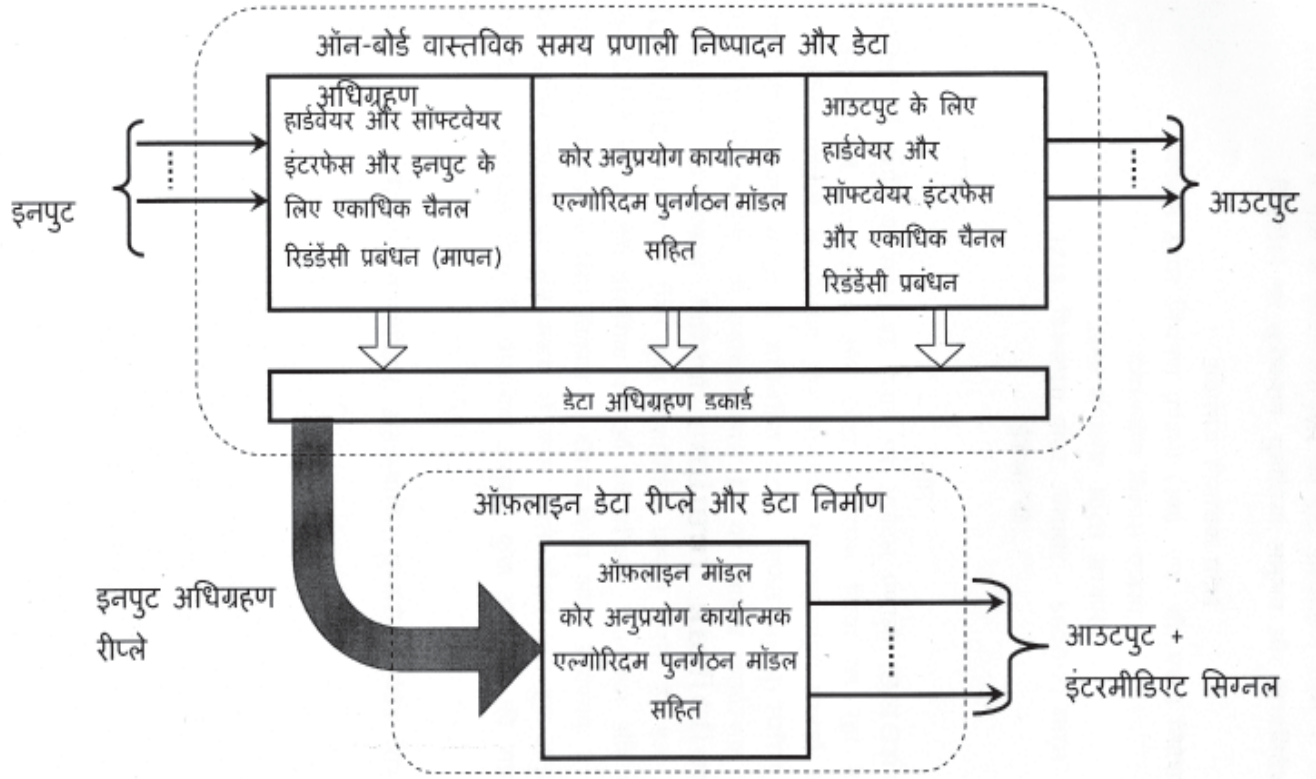 ऑन-बोर्ड वास्तविक समय प्रणाली निष्पादन और डेटा
अधिग्रहण
हार्डवेयर और सॉफ्टवेयर
इंटरफेस और इनपुट के
लिए एकाधिक चैनल
रिडंडेंसी प्रबंधन (मापन)
कोर अनुप्रयोग कार्यात्मक
एल्गोरिदम पुनर्गठन मॉडल
सहित
आउटपुट के लिए
हार्डवेयर और
सॉफ्टवेयर इंटरफेस
और एकाधिक चैनल
रिडंडेंसी प्रबंधन
इनपुट
आउटपुट
डेटा अधिग्रहण डकार्ड
ऑफ़लाइन डेटा रीप्ले और डेटा निर्माण
इनपुट अधिग्रहण
रीप्ले
ऑफ़लाइन मॉडल
कोर अनुप्रयोग कार्यात्मक
एल्गोरिदम पुनर्गठन मॉडल
सहित
आउटपुट +
इंटरमीडिएट सिग्नल